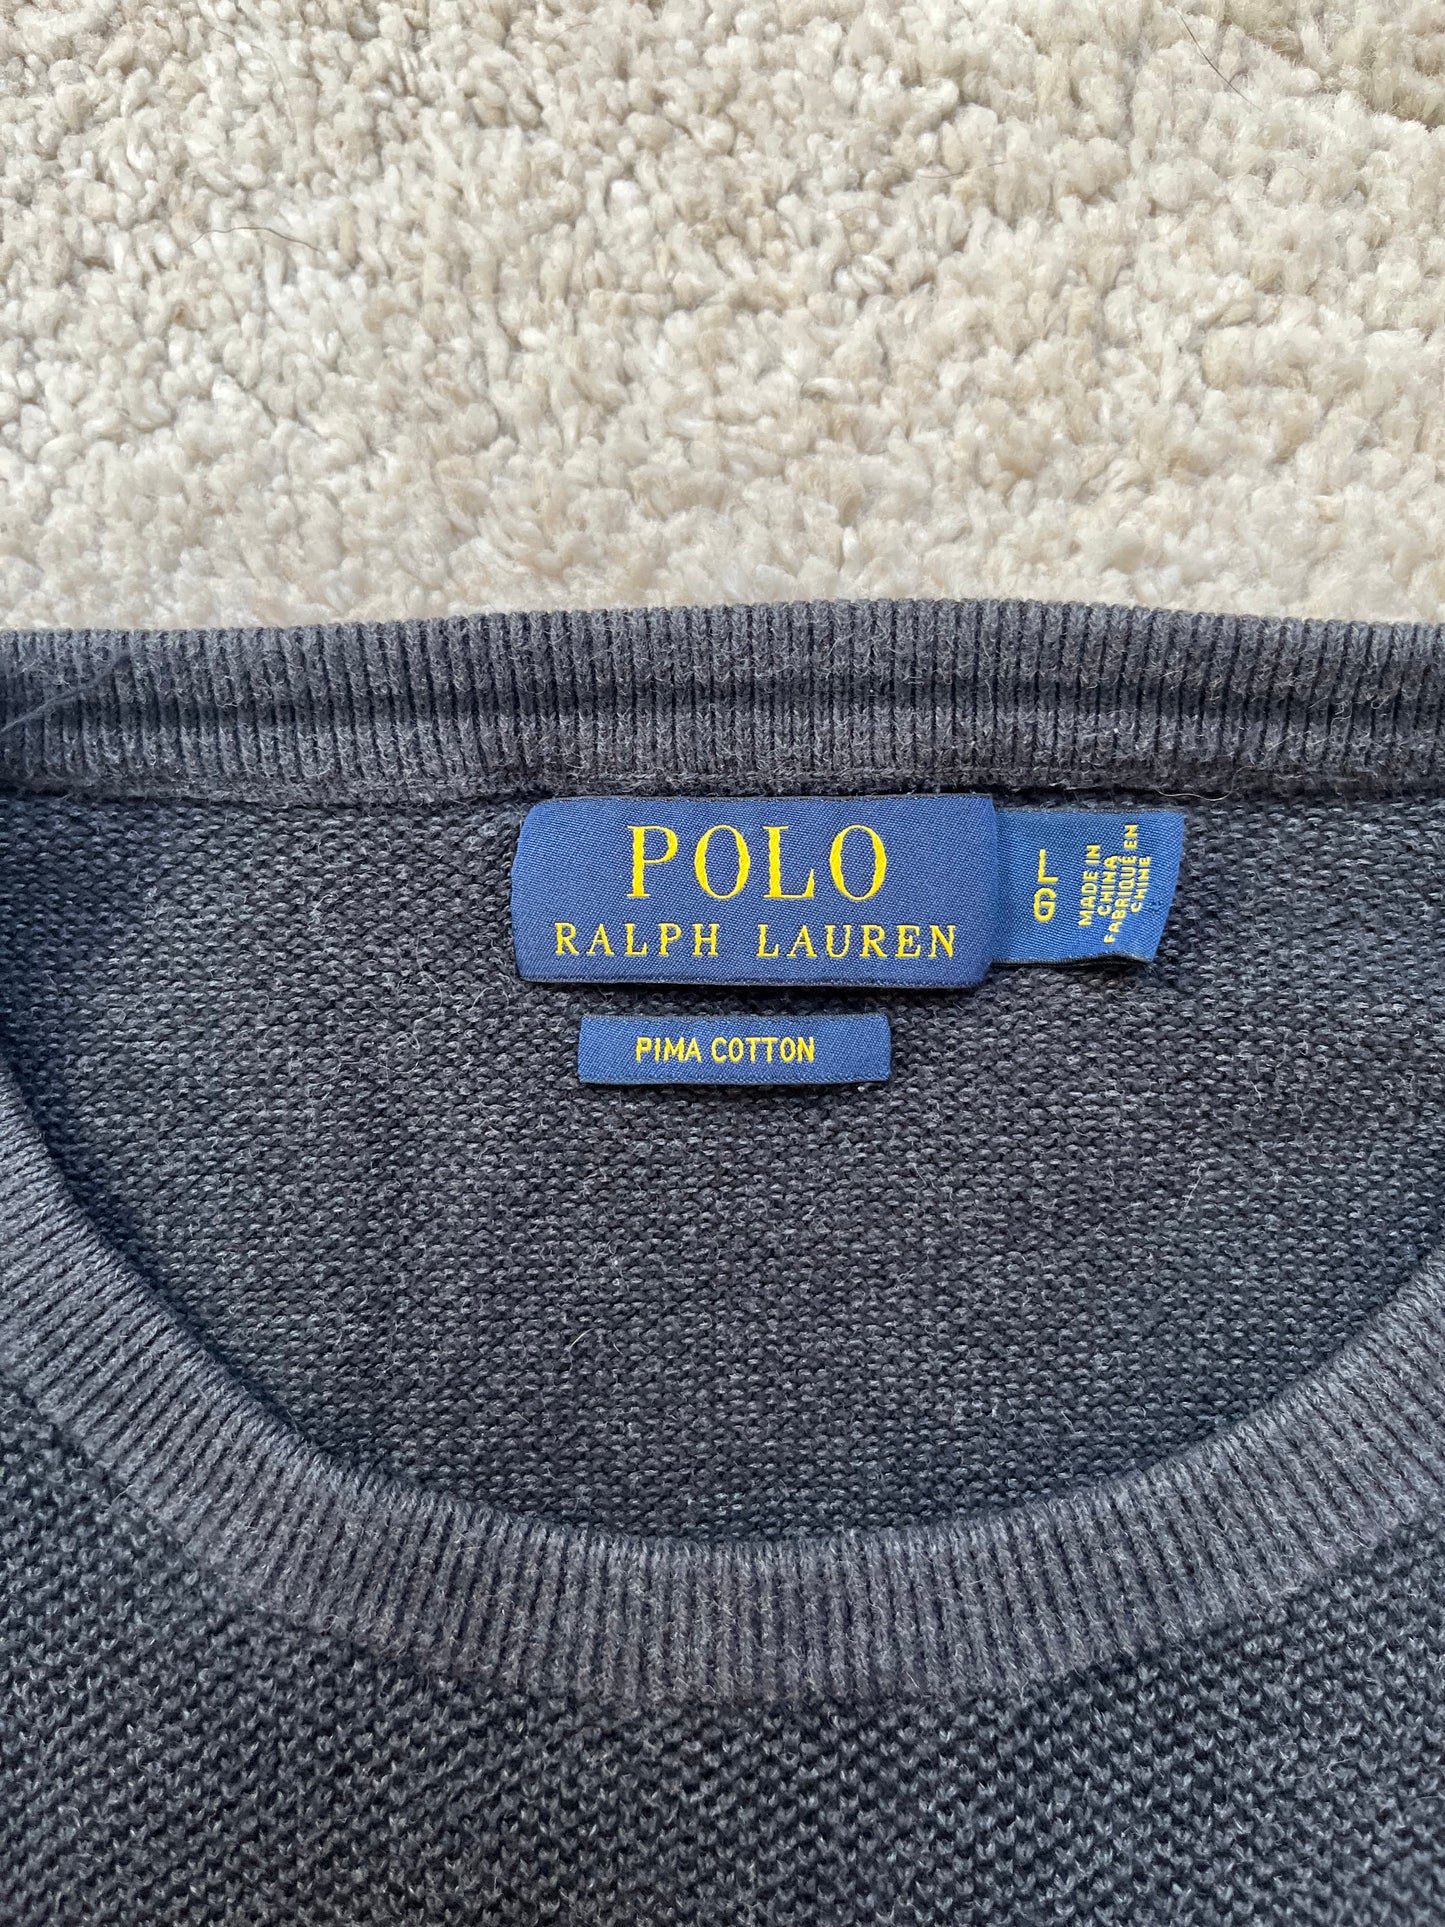 POLO
RALPH LAUREN
L
G
MADE IN
CHINA
FABRIQUÉ EN
CHINE
PIMA COTTON